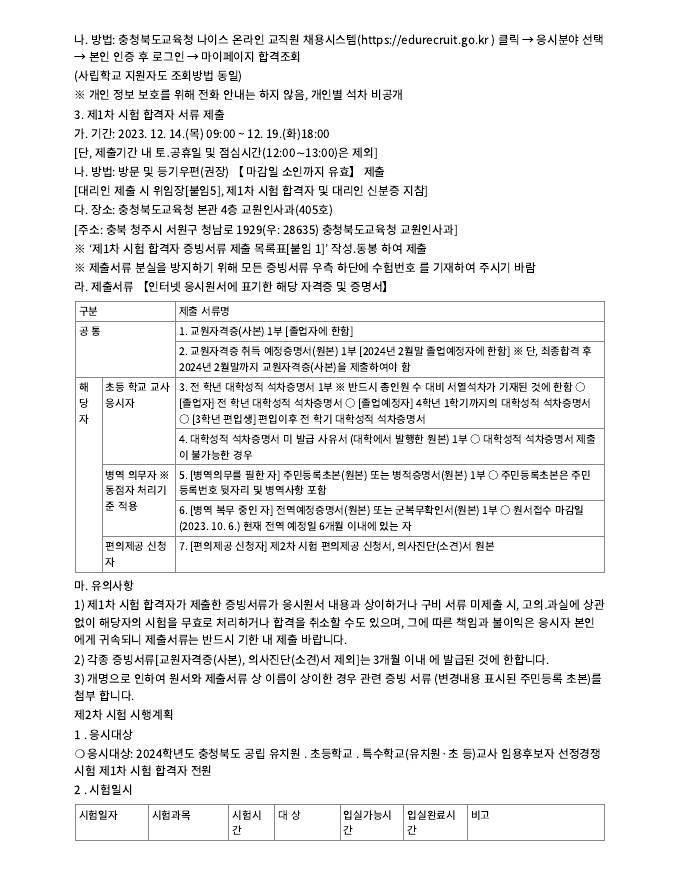 나. 방법: 충청북도교육청 나이스 온라인 교직원 채용시스템(https://edurecruit.go.kr ) 클릭 → 응시분야 선택
→ 본인 인증 후 로그인 → 마이페이지 합격조회
(사립학교 지원자도 조회방법 동일)
※ 개인 정보 보호를 위해 전화 안내는 하지 않음, 개인별 석차 비공개
3. 제1차 시험 합격자 서류 제출
가. 기간: 2023. 12. 14.(목) 09:00 ~ 12. 19.(화)18:00
[단, 제출기간 내 토.공휴일 및 점심시간(12:00~13:00)은 제외]
나. 방법: 방문 및 등기우편(권장) 【 마감일 소인까지 유효】 제출
[대리인 제출 시 위임장[붙임5], 제1차 시험 합격자 및 대리인 신분증 지참]
다. 장소: 충청북도교육청 본관 4층 교원인사과(405호)
[주소: 충북 청주시 서원구 청남로 1929(우: 28635) 충청북도교육청 교원인사과]
※ ‘제1차 시험 합격자 증빙서류 제출 목록표[붙임 1]’ 작성.동봉 하여 제출
※ 제출서류 분실을 방지하기 위해 모든 증빙서류 우측 하단에 수험번호 를 기재하여 주시기 바람
라. 제출서류 【인터넷 응시원서에 표기한 해당 자격증 및 증명서】
구분 제출 서류명
공 통 1. 교원자격증(사본) 1부 [졸업자에 한함]
2. 교원자격증 취득 예정증명서(원본) 1부 [2024년 2월말 졸업예정자에 한함] ※ 단, 최종합격 후
2024년 2월말까지 교원자격증(사본)을 제출하여야 함
해
당
자
초등 학교 교사
응시자
3. 전 학년 대학성적 석차증명서 1부 ※ 반드시 총인원 수 대비 서열석차가 기재된 것에 한함 ○
[졸업자] 전 학년 대학성적 석차증명서 ○ [졸업예정자] 4학년 1학기까지의 대학성적 석차증명서
○ [3학년 편입생] 편입이후 전 학기 대학성적 석차증명서
4. 대학성적 석차증명서 미 발급 사유서 (대학에서 발행한 원본) 1부 ○ 대학성적 석차증명서 제출
이 불가능한 경우
병역 의무자 ※
동점자 처리기
준 적용
5. [병역의무를 필한 자] 주민등록초본(원본) 또는 병적증명서(원본) 1부 ○ 주민등록초본은 주민
등록번호 뒷자리 및 병역사항 포함
6. [병역 복무 중인 자] 전역예정증명서(원본) 또는 군복무확인서(원본) 1부 ○ 원서접수 마감일
(2023. 10. 6.) 현재 전역 예정일 6개월 이내에 있는 자
편의제공 신청
자
7. [편의제공 신청자] 제2차 시험 편의제공 신청서, 의사진단(소견)서 원본
마. 유의사항
1) 제1차 시험 합격자가 제출한 증빙서류가 응시원서 내용과 상이하거나 구비 서류 미제출 시, 고의.과실에 상관
없이 해당자의 시험을 무효로 처리하거나 합격을 취소할 수도 있으며, 그에 따른 책임과 불이익은 응시자 본인
에게 귀속되니 제출서류는 반드시 기한 내 제출 바랍니다.
2) 각종 증빙서류[교원자격증(사본), 의사진단(소견)서 제외]는 3개월 이내 에 발급된 것에 한합니다.
3) 개명으로 인하여 원서와 제출서류 상 이름이 상이한 경우 관련 증빙 서류 (변경내용 표시된 주민등록 초본)를
첨부 합니다.
제2차 시험 시행계획
1 . 응시대상
❍ 응시대상: 2024학년도 충청북도 공립 유치원 . 초등학교 . 특수학교(유치원·초 등)교사 임용후보자 선정경쟁
시험 제1차 시험 합격자 전원
2 . 시험일시
시험일자 시험과목 시험시 대 상 입실가능시 입실완료시 비고
간 간 간